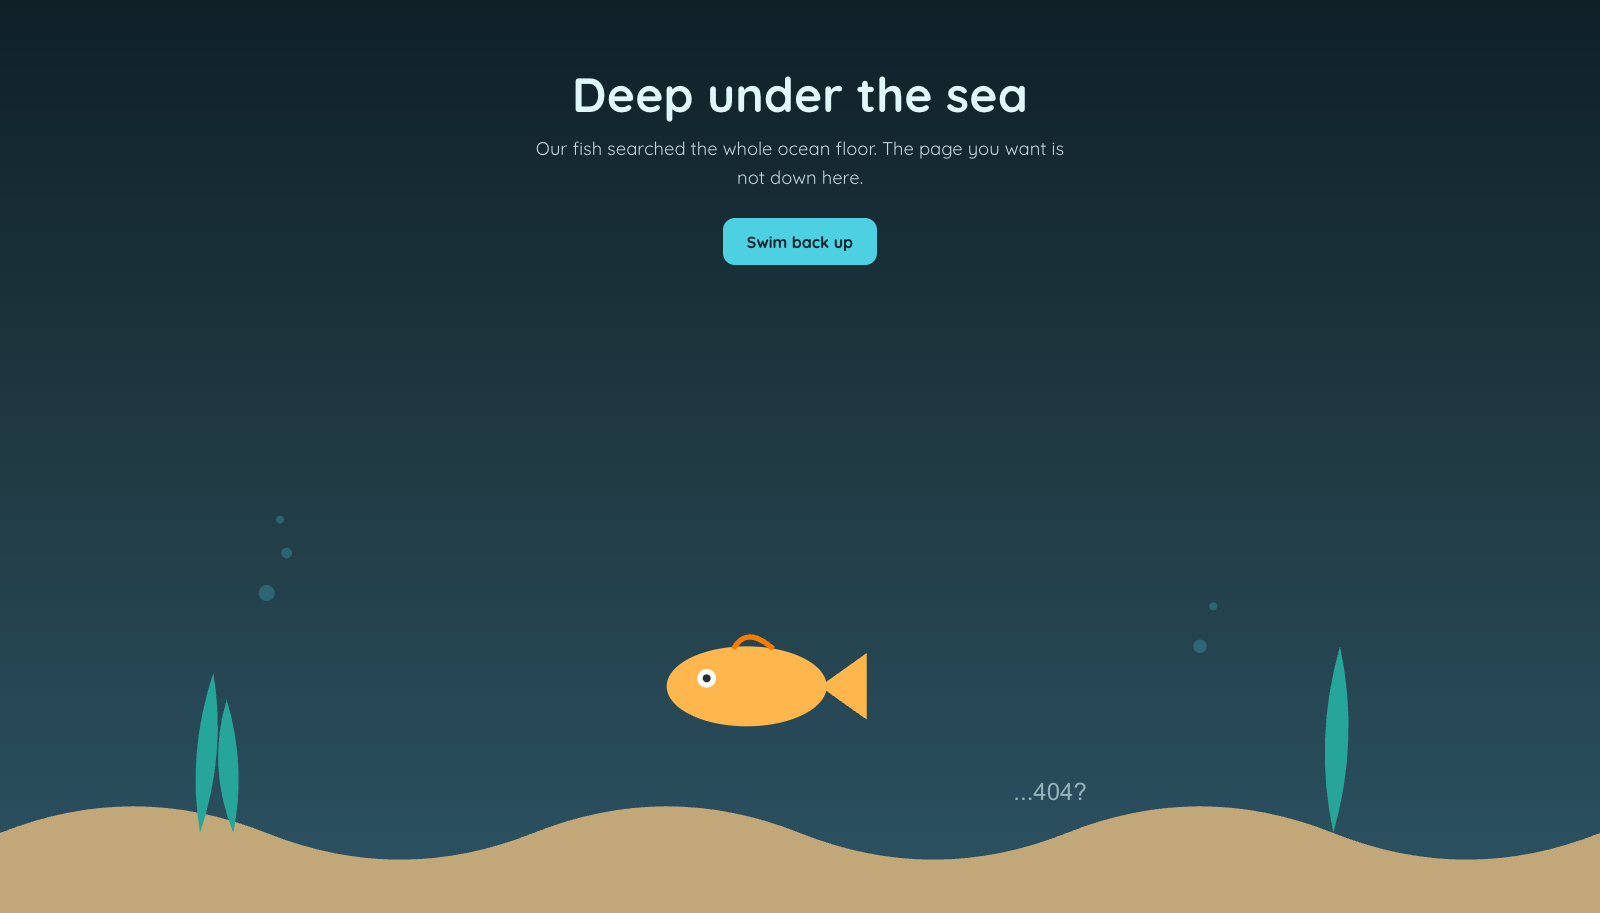 Deep under the sea
Our fish searched the whole ocean floor. The page you want is
not down here.
Swim back up
...404?